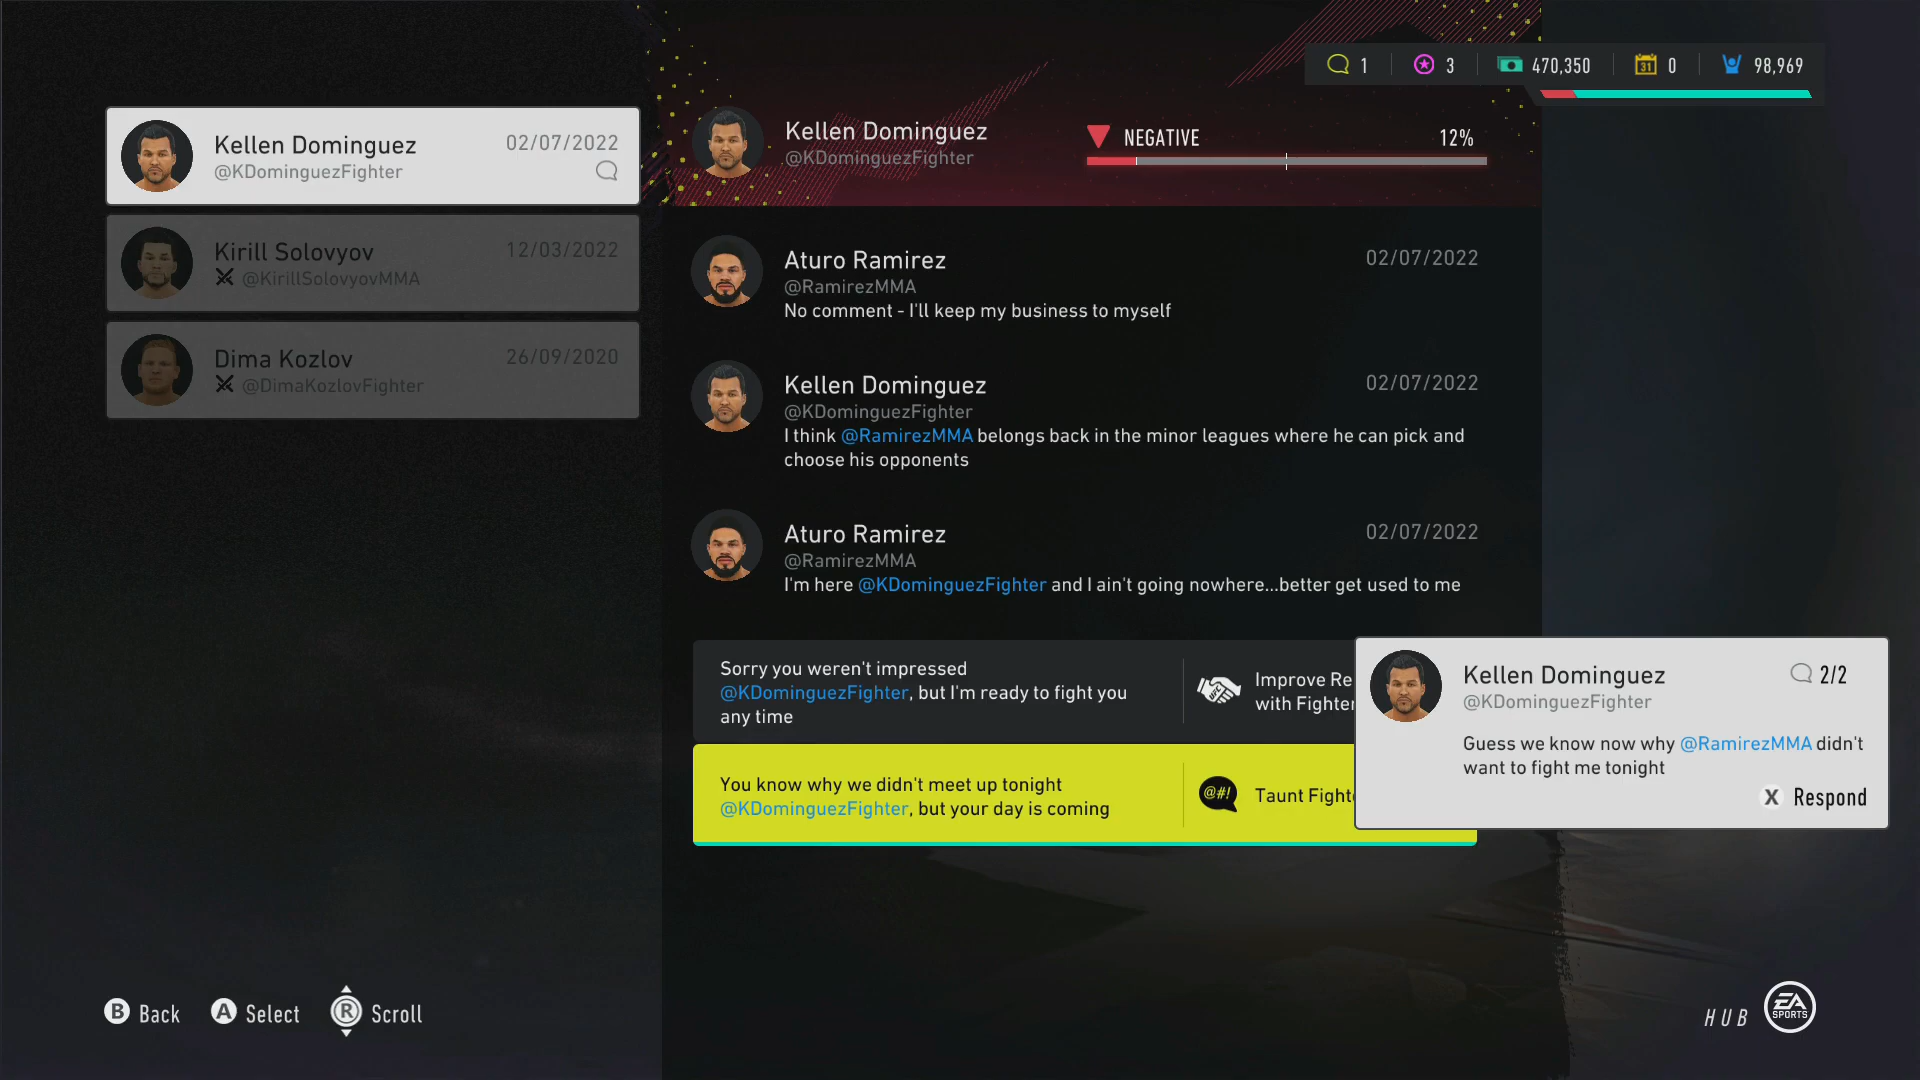 1
3
470,350
31
0
98,969
Kellen Dominguez
02/07/2022
@KDominguezFighter
Kirill Solovyov
12/03/2022
@KirillSolovyovMMA
Dima Kozlov
26/09/2020
@DimaKozlovFighter
Kellen Dominguez
@KDominguezFighter
NEGATIVE
12%
Aturo Ramirez
02/07/2022
@RamirezMMA
No comment - I'll keep my business to myself
Kellen Dominguez
02/07/2022
@KDominguezFighter
I think @RamirezMMA belongs back in the minor leagues where he can pick and
choose his opponents
Aturo Ramirez
02/07/2022
@RamirezMMA
I'm here @KDominguezFighter and I ain't going nowhere...better get used to me
Sorry you weren't impressed
@KDominguezFighter, but I'm ready to fight you
any time
UFC
Improve Re
with Fighter
You know why we didn't meet up tonight
@KDominguezFighter, but your day is coming
@#!
Taunt Fight
Kellen Dominguez
2/2
@KDominguezFighter
Guess we know now why @RamirezMMA didn't
want to fight me tonight
X Respond
B Back
A Select
R Scroll
HUB
EA
SPORTS